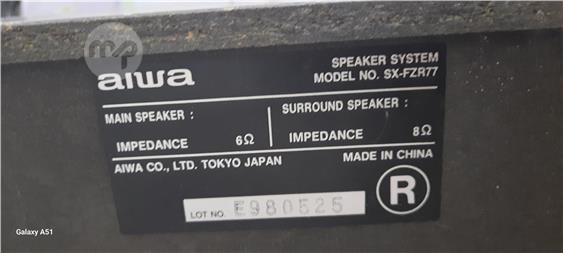 mp
aiwa
SPEAKER SYSTEM
MODEL NO. SX-FZR77
MAIN SPEAKER :
IMPEDANCE 6Ω
SURROUND SPEAKER :
IMPEDANCE 8Ω
AIWA CO., LTD. TOKYO JAPAN
MADE IN CHINA
R
LOT NO. E980525
Galaxy A51